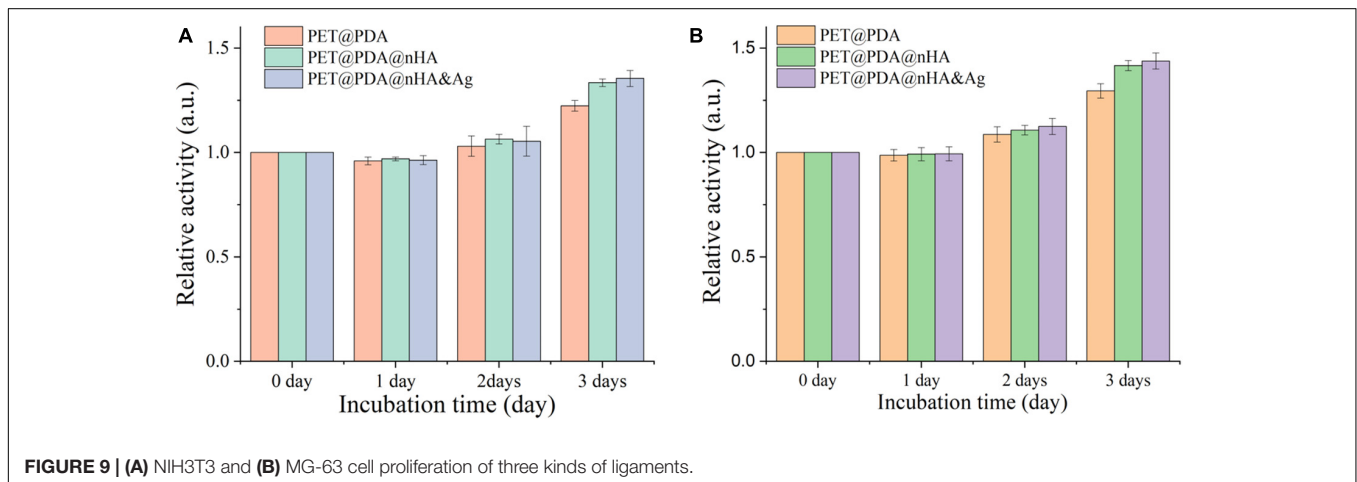 A
PET@PDA
PET@PDA@nHA
PET@PDA@nHA&Ag
Relative activity (a.u.)
1.5
1.0
0.5
0.0
0 day
1 day
2days
3 days
Incubation time (day)
B
PET@PDA
PET@PDA@nHA
PET@PDA@nHA&Ag
Relative activity (a.u.)
1.5
1.0
0.5
0.0
0 day
1 day
2 days
3 days
Incubation time (day)
FIGURE 9 | (A) NIH3T3 and (B) MG-63 cell proliferation of three kinds of ligaments.